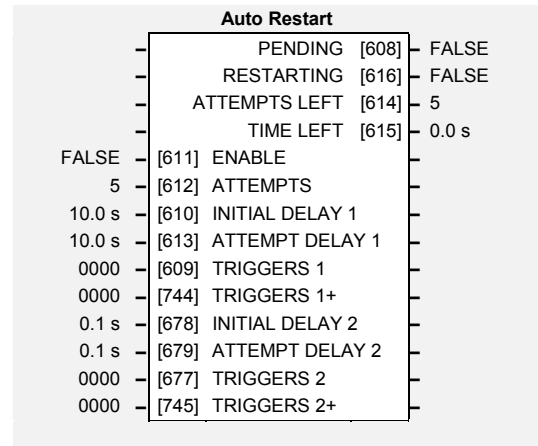 Auto Restart
PENDING [608] – FALSE
RESTARTING [616] – FALSE
ATTEMPTS LEFT [614] – 5
TIME LEFT [615] – 0.0 s
FALSE – [611] ENABLE
5 – [612] ATTEMPTS
10.0 s – [610] INITIAL DELAY 1
10.0 s – [613] ATTEMPT DELAY 1
0000 – [609] TRIGGERS 1
0000 – [744] TRIGGERS 1+
0.1 s – [678] INITIAL DELAY 2
0.1 s – [679] ATTEMPT DELAY 2
0000 – [677] TRIGGERS 2
0000 – [745] TRIGGERS 2+